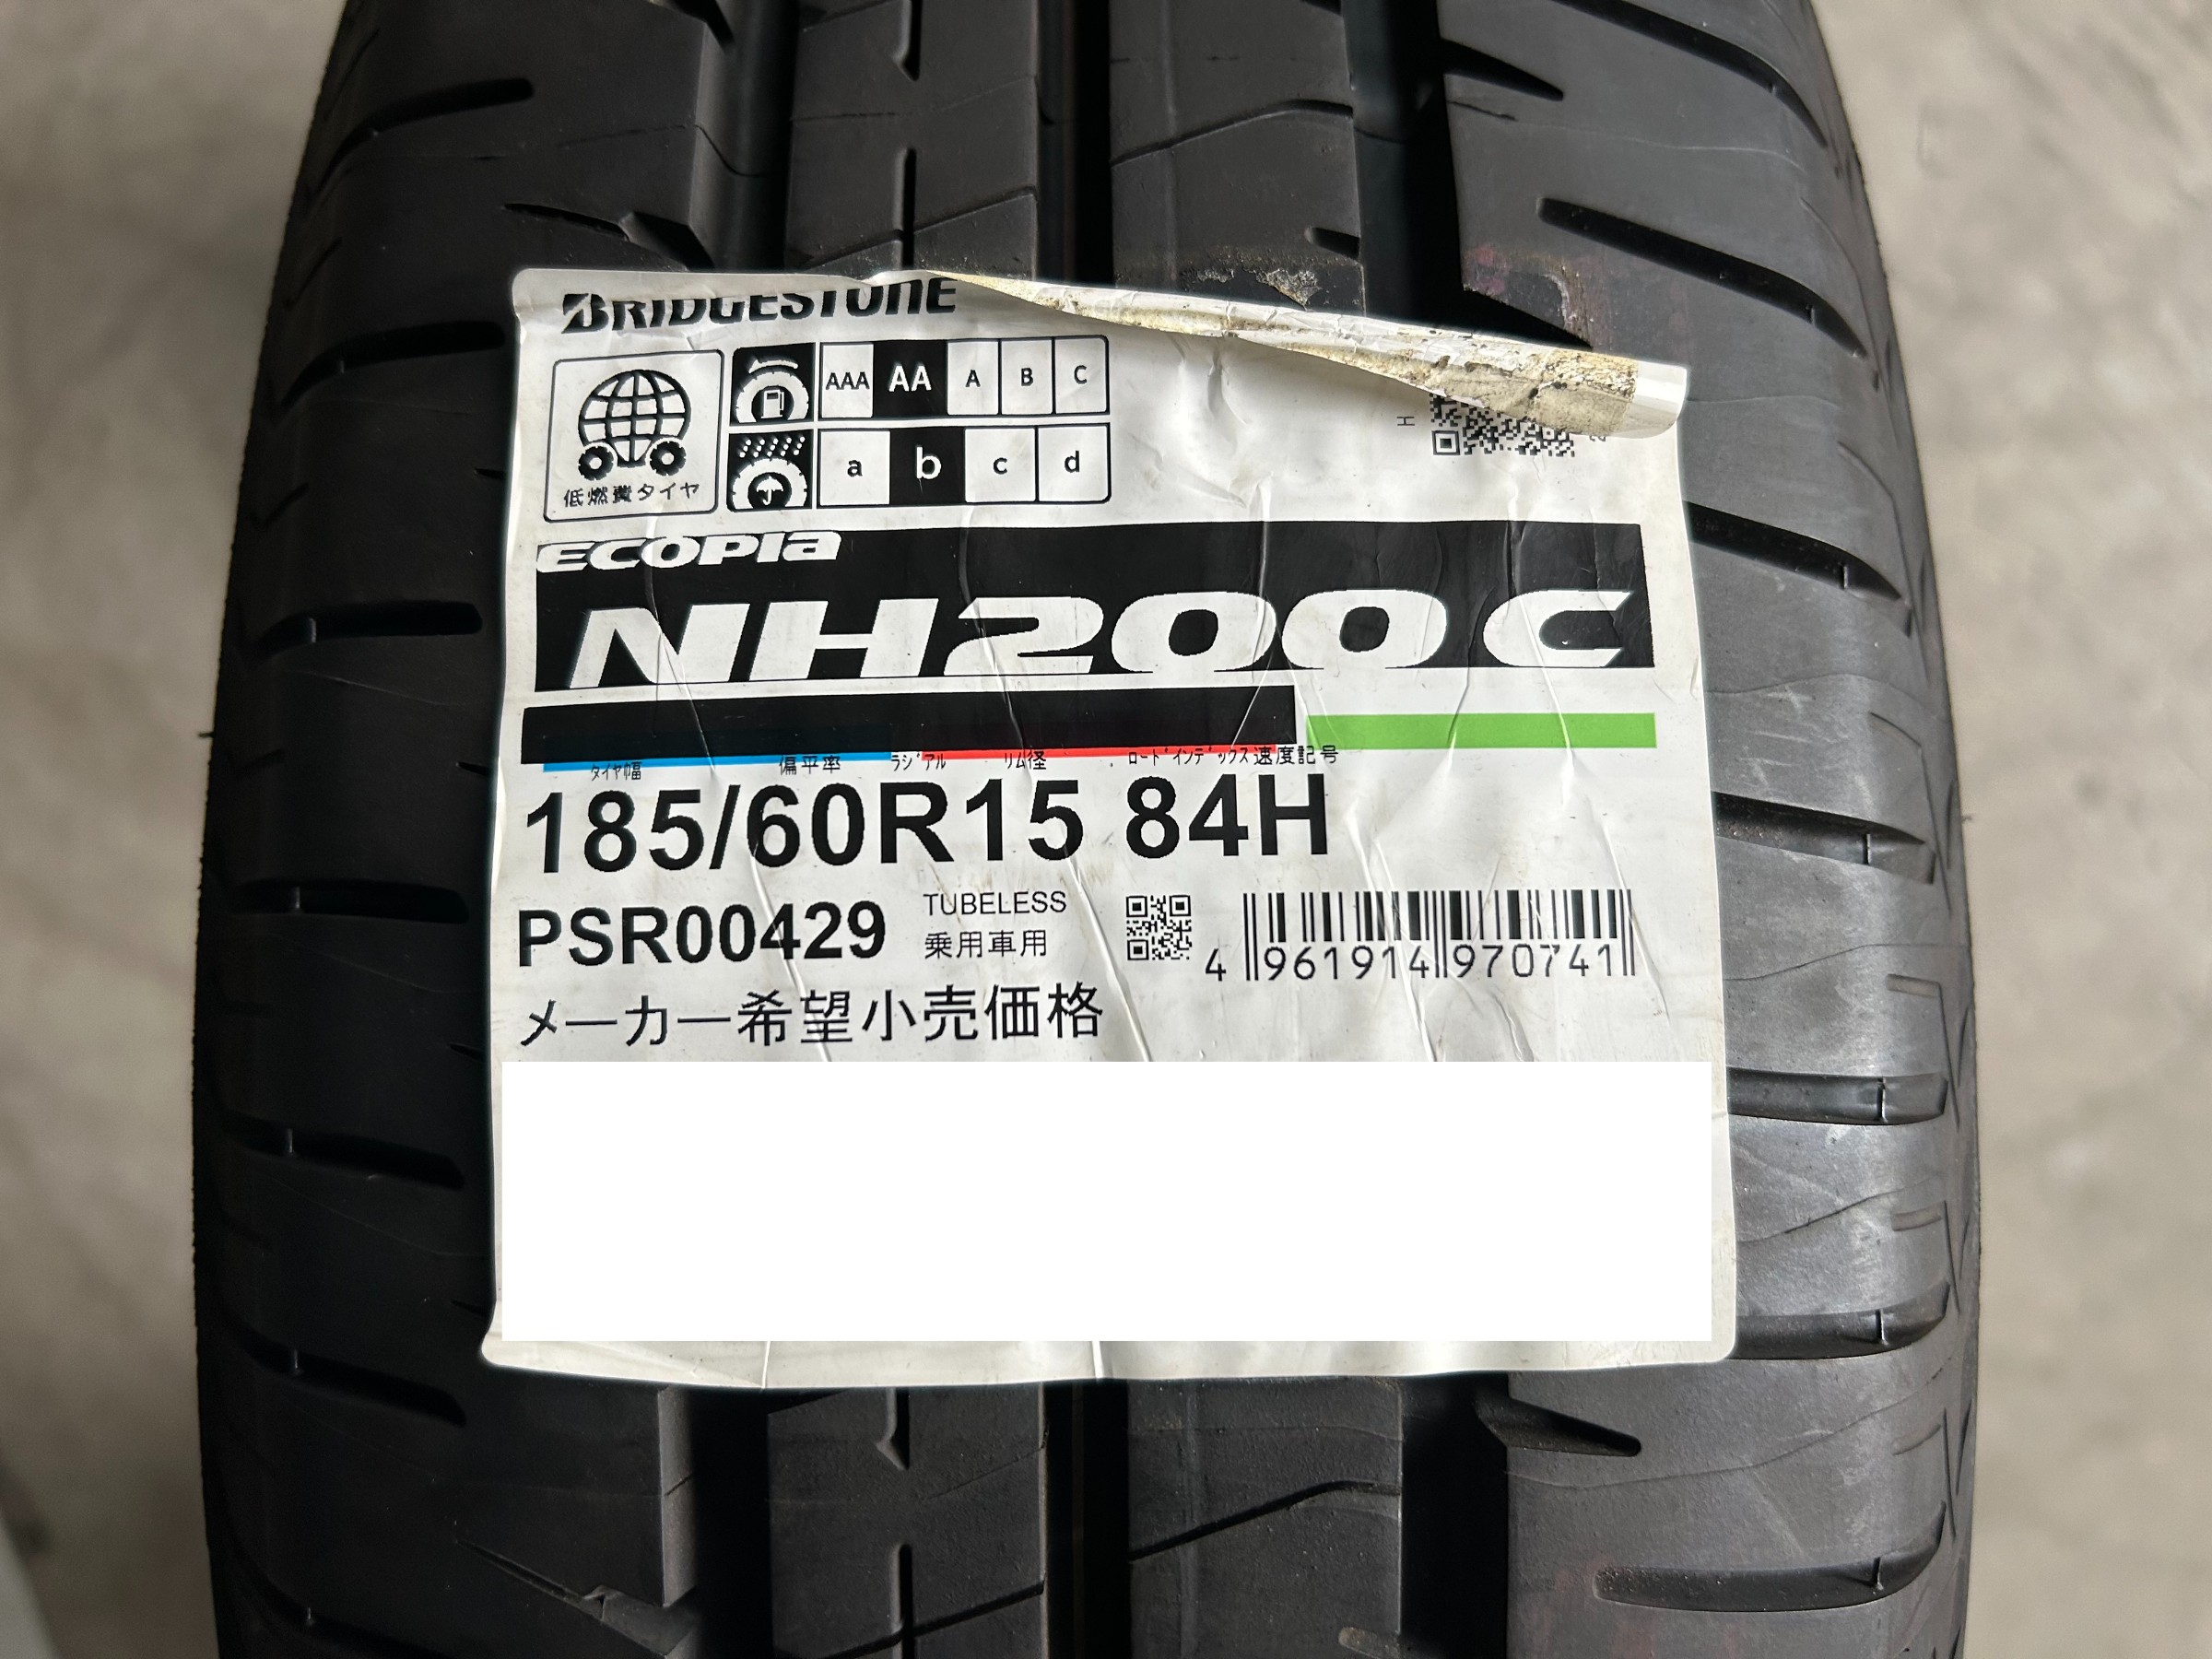 BRIDGESTONE
AAA AA A B C
a b c d
低燃費タイヤ
ECOPIA
NH200 C
タイヤ幅 偏平率 ラジアル リム径 ロードインデックス 速度記号
185/60R15 84H
PSR00429 TUBELESS
乗用車用
4 961914 970741
メーカー希望小売価格